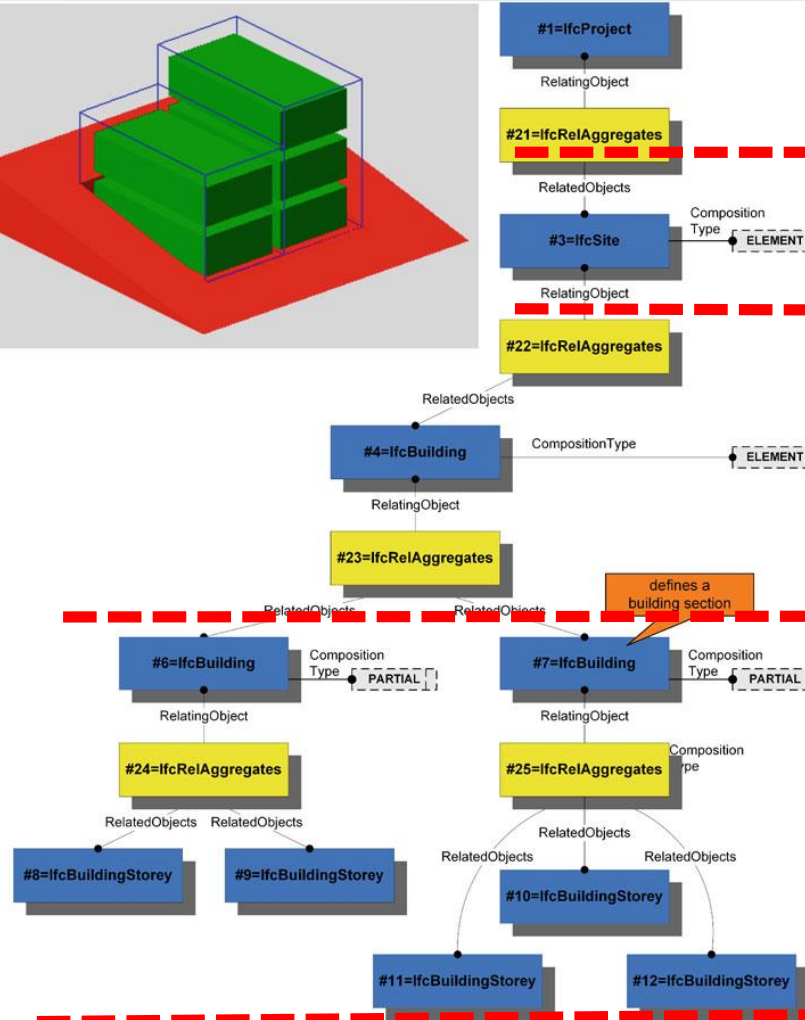 #1=IfcProject
RelatingObject
#21=IfcRelAggregates
RelatedObjects
#3=IfcSite
Composition
Type
ELEMENT
RelatingObject
#22=IfcRelAggregates
RelatedObjects
#4=IfcBuilding
CompositionType
ELEMENT
RelatingObject
#23=IfcRelAggregates
defines a
building section
RelatedObjects
RelatedObjects
#6=IfcBuilding
Composition
Type
PARTIAL
#7=IfcBuilding
Composition
Type
PARTIAL
RelatingObject
RelatingObject
#24=IfcRelAggregates
#25=IfcRelAggregates
Composition
ype
RelatedObjects
RelatedObjects
RelatedObjects
RelatedObjects
RelatedObjects
#8=IfcBuildingStorey
#9=IfcBuildingStorey
#10=IfcBuildingStorey
#11=IfcBuildingStorey
#12=IfcBuildingStorey